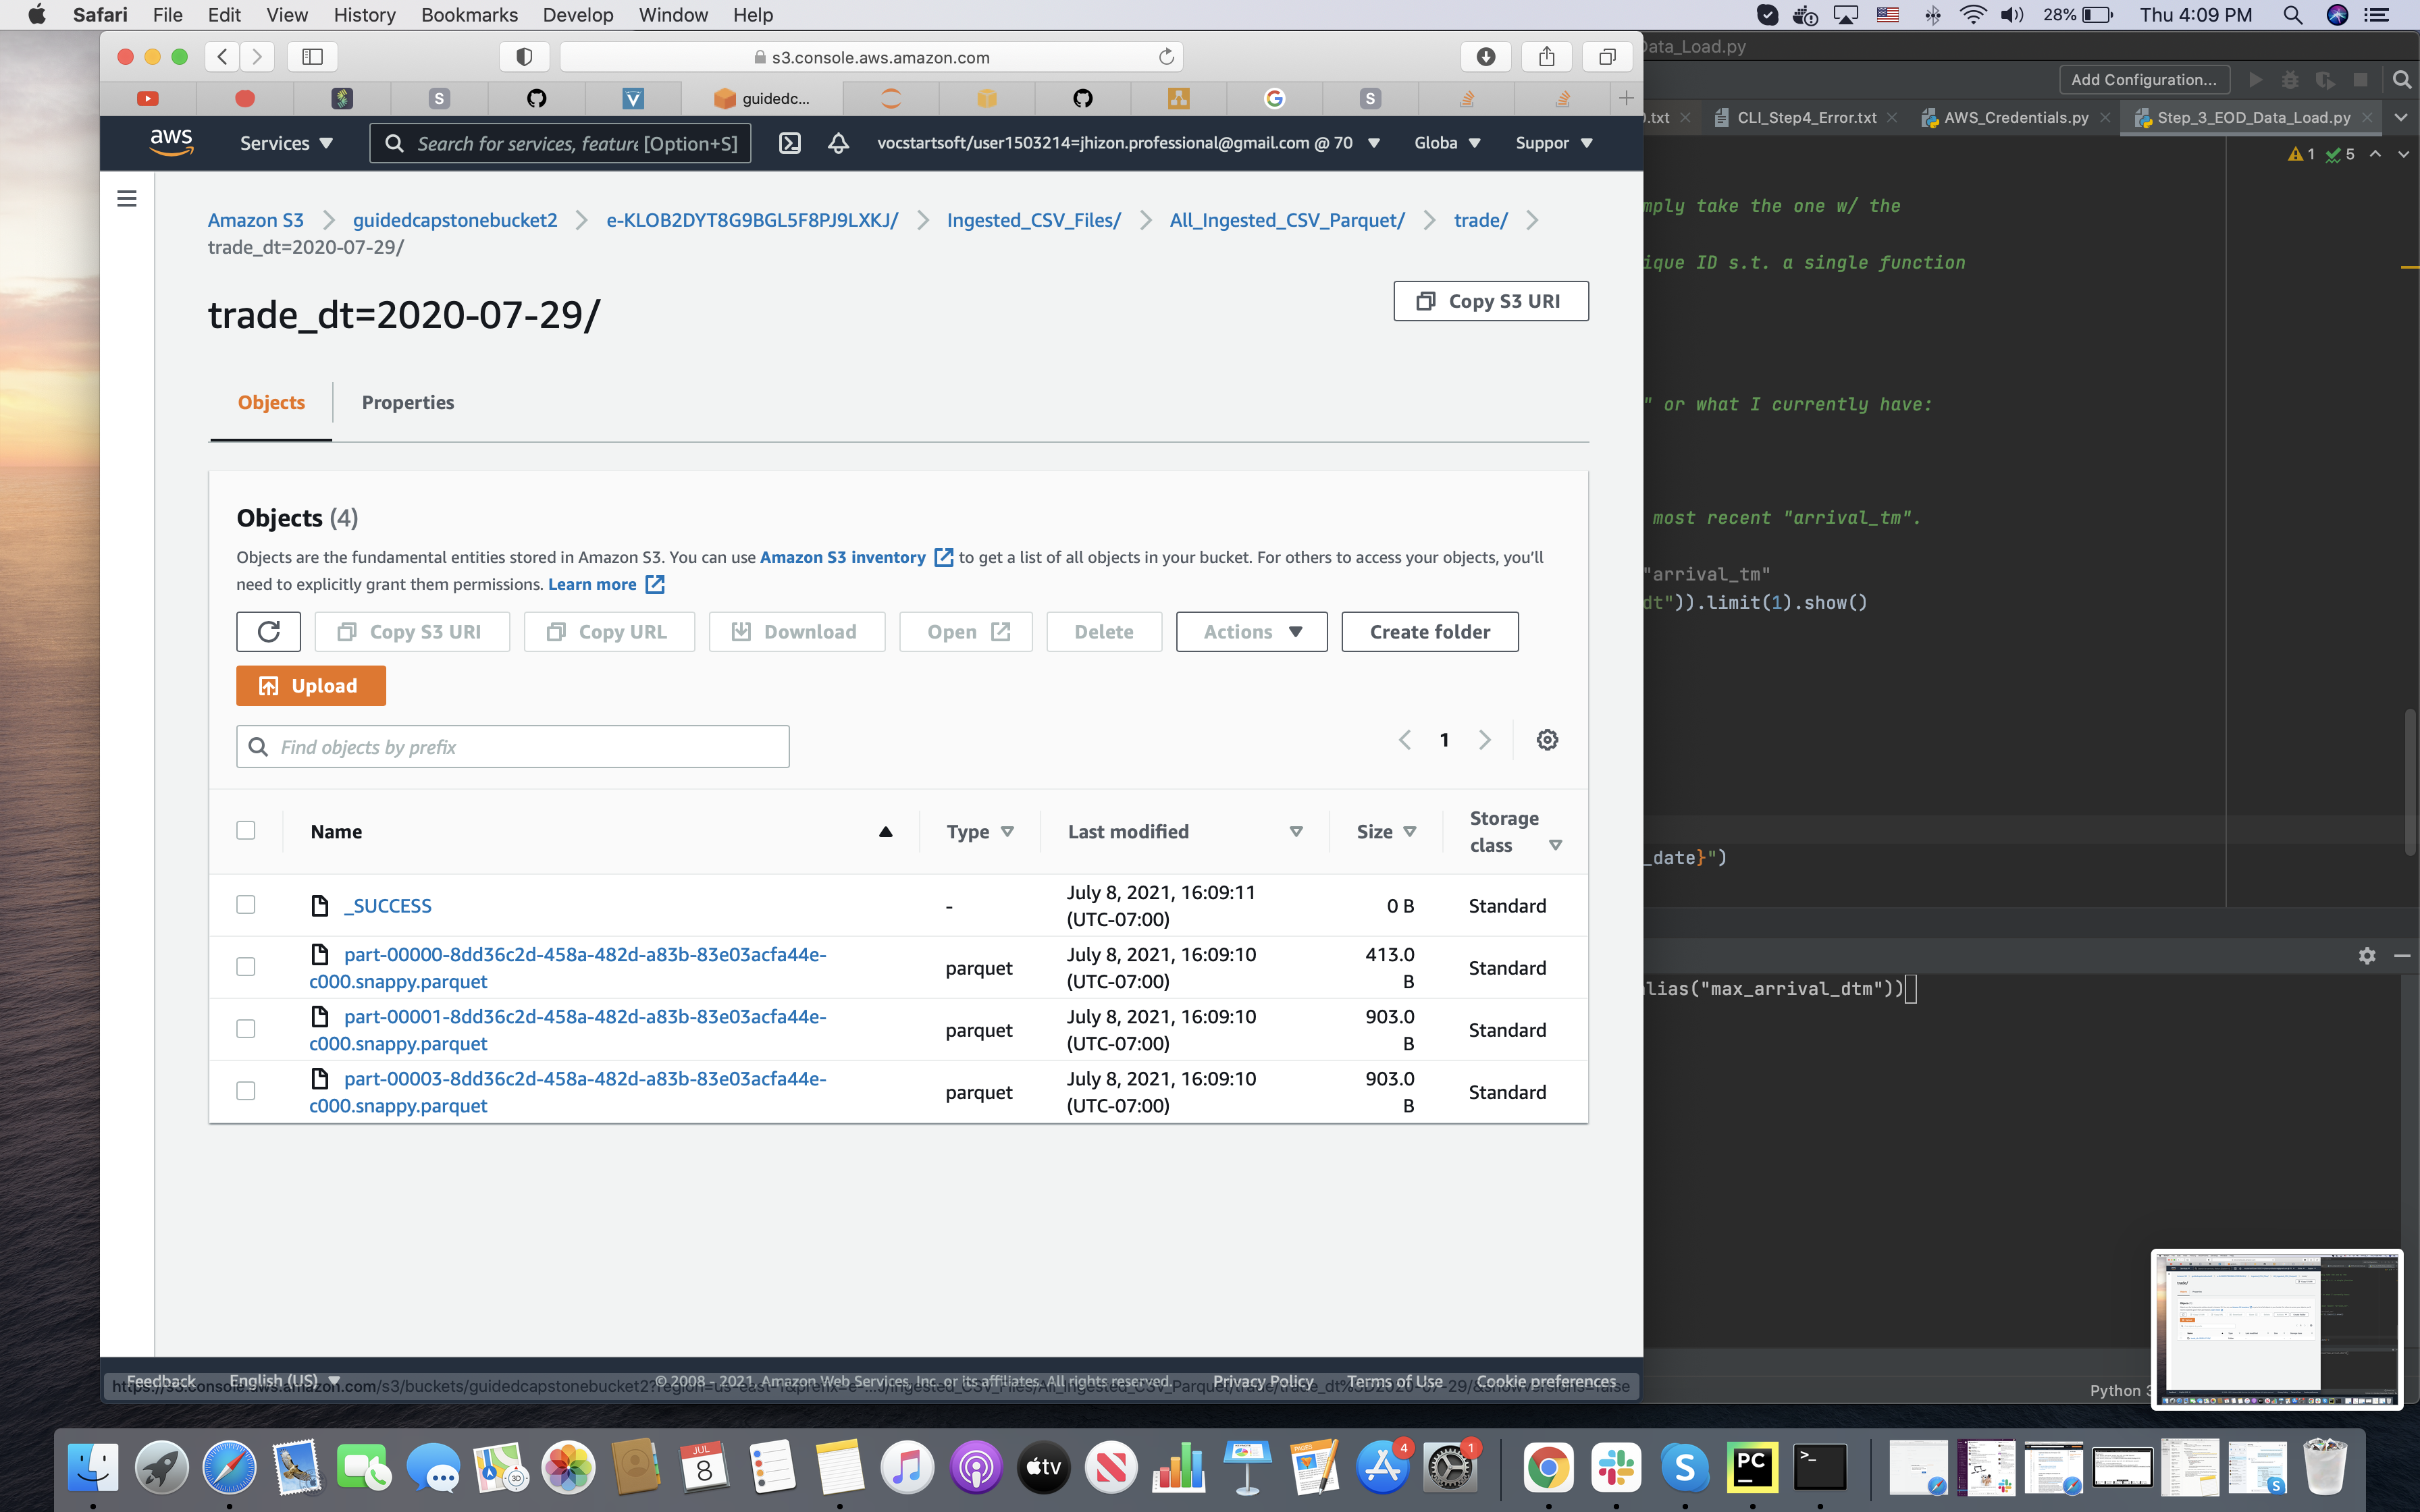 Safari File Edit View History Bookmarks Develop Window Help 28% Thu 4:09 PM
s3.console.aws.amazon.com
guidedc...
aws Services Search for services, feature [Option+S] vocstartsoft/user1503214=jhizon.professional@gmail.com @ 70 Globa Suppor
Amazon S3 guidedcapstonebucket2 e-KLOB2DYT8G9BGL5F8PJ9LXKJ/ Ingested_CSV_Files/ All_Ingested_CSV_Parquet/ trade/
trade_dt=2020-07-29/
trade_dt=2020-07-29/
Copy S3 URI
Objects Properties
Objects (4)
Objects are the fundamental entities stored in Amazon S3. You can use Amazon S3 inventory to get a list of all objects in your bucket. For others to access your objects, you'll
need to explicitly grant them permissions. Learn more
Copy S3 URI Copy URL Download Open Delete Actions Create folder
Upload
Find objects by prefix
1
Name Type Last modified Size Storage
class
_SUCCESS - July 8, 2021, 16:09:11
(UTC-07:00) 0 B Standard
part-00000-8dd36c2d-458a-482d-a83b-83e03acfa44e-
c000.snappy.parquet parquet July 8, 2021, 16:09:10
(UTC-07:00) 413.0
B Standard
part-00001-8dd36c2d-458a-482d-a83b-83e03acfa44e-
c000.snappy.parquet parquet July 8, 2021, 16:09:10
(UTC-07:00) 903.0
B Standard
part-00003-8dd36c2d-458a-482d-a83b-83e03acfa44e-
c000.snappy.parquet parquet July 8, 2021, 16:09:10
(UTC-07:00) 903.0
B Standard
Feedback English (US) © 2008 - 2021, Amazon Web Services, Inc. or its affiliates. All rights reserved. Privacy Policy Terms of Use Cookie preferences
Data_Load.py
Add Configuration...
.txt CLI_Step4_Error.txt AWS_Credentials.py Step_3_EOD_Data_Load.py
1 5
mply take the one w/ the
ique ID s.t. a single function
" or what I currently have:
most recent "arrival_tm".
"arrival_tm"
dt")).limit(1).show()
_date}")
lias("max_arrival_dtm"))
Python 3
JUL
8
3D
tv
PAGES
4
1
S
PC
>_